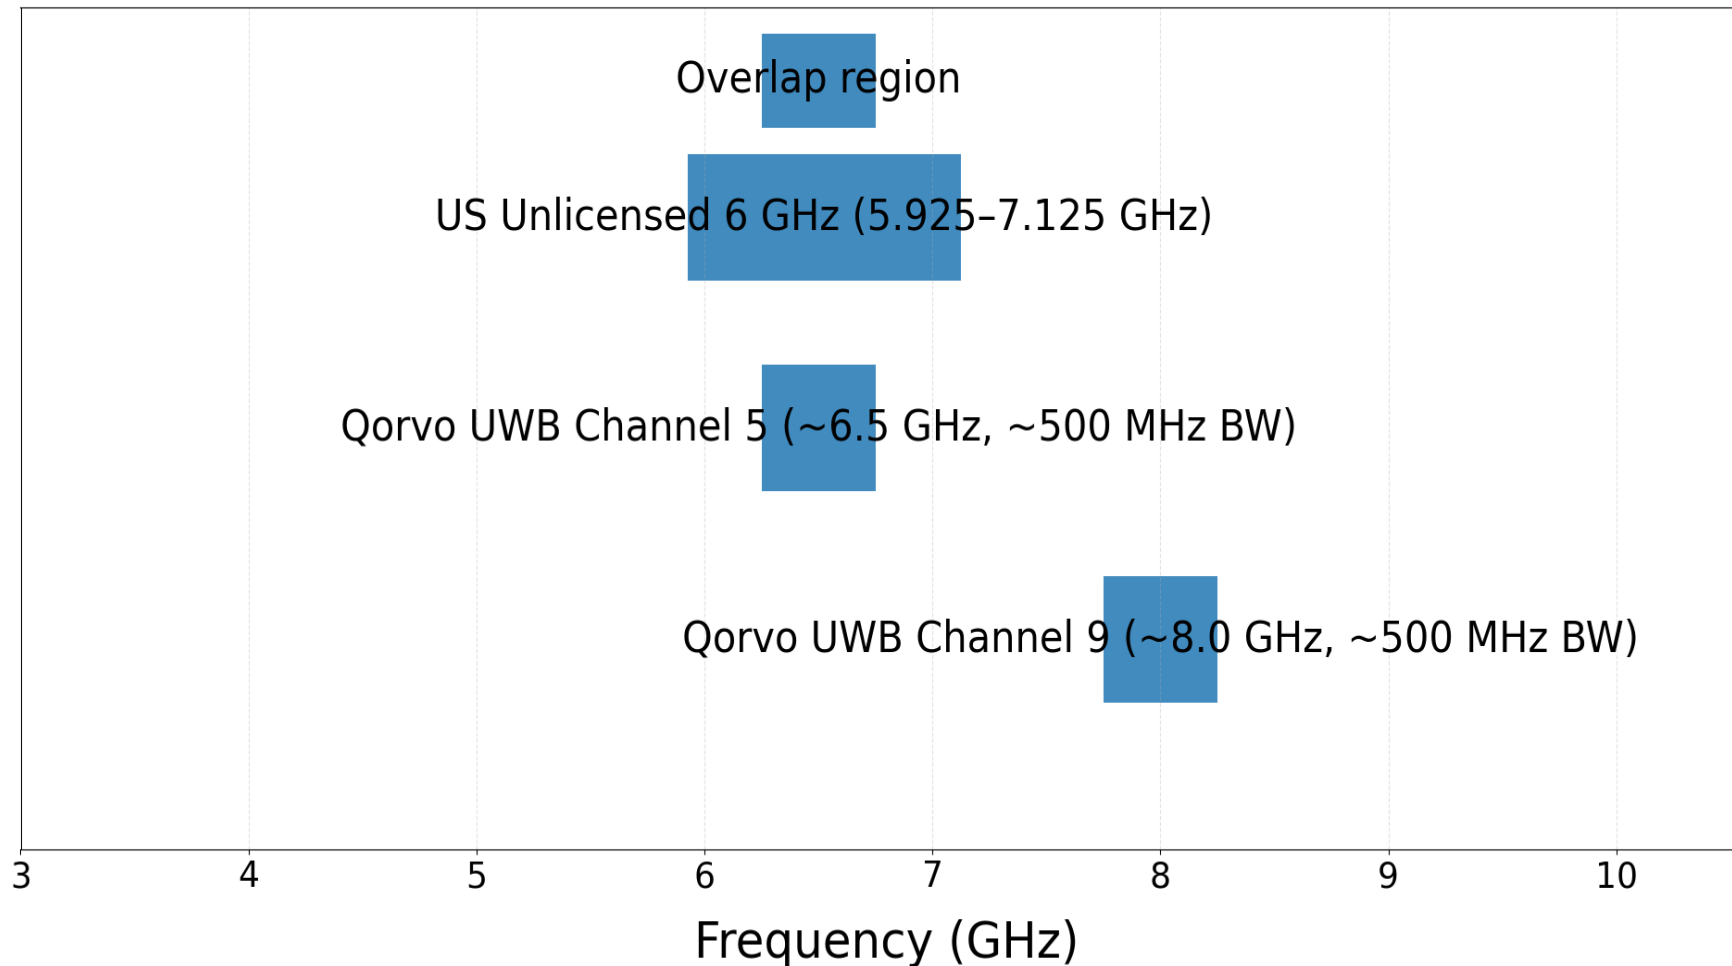 Overlap region
US Unlicensed 6 GHz (5.925–7.125 GHz)
Qorvo UWB Channel 5 (~6.5 GHz, ~500 MHz BW)
Qorvo UWB Channel 9 (~8.0 GHz, ~500 MHz BW)
3 4 5 6 7 8 9 10
Frequency (GHz)